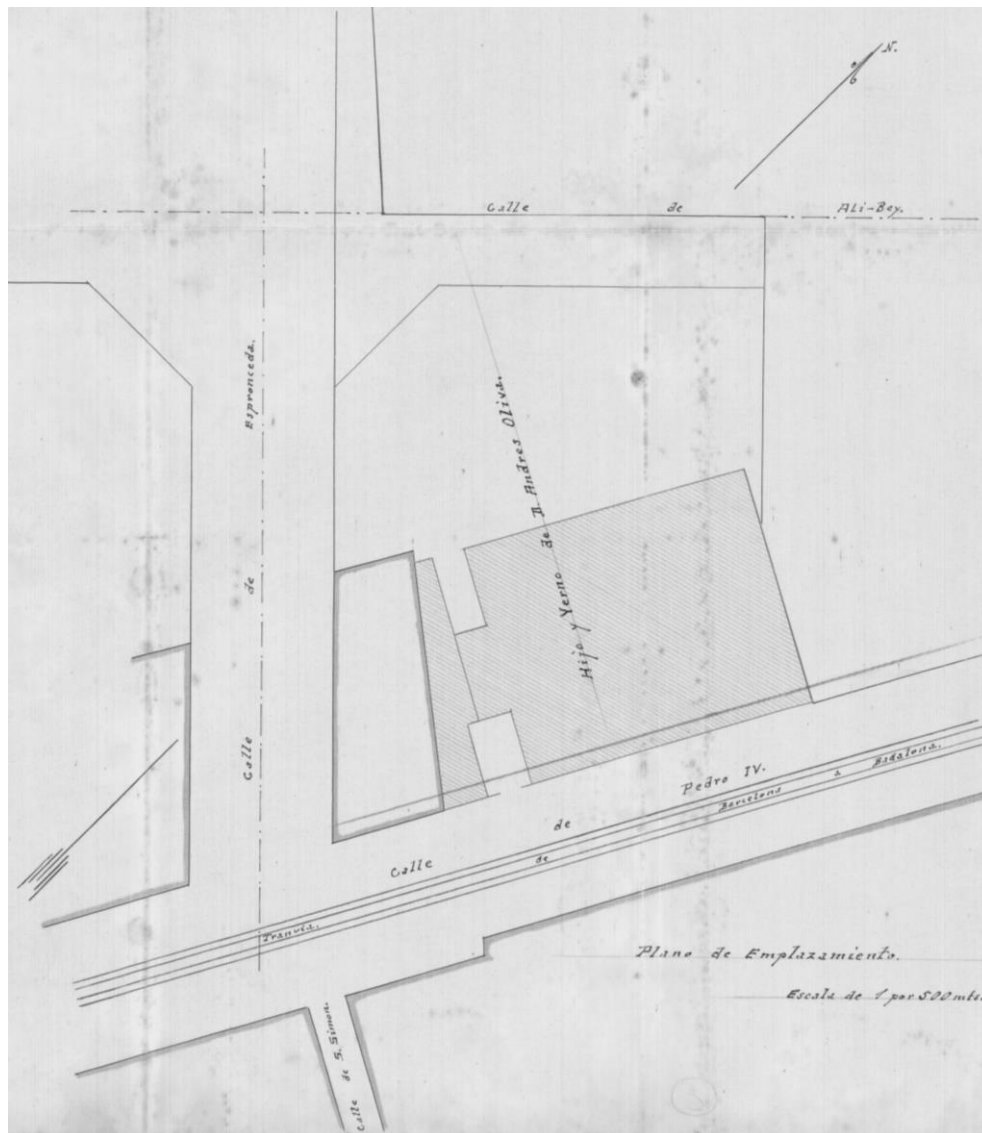 N.
Calle de Ali-Bey.
Calle de Espronceda.
Hijo y Yerno de D. Andres Oliva.
Calle de Pedro IV.
Tranvia. de Barcelona a Badalona.
Plano de Emplazamiento.
Escala de 1 por 500 mts.
Calle de S. Simon.